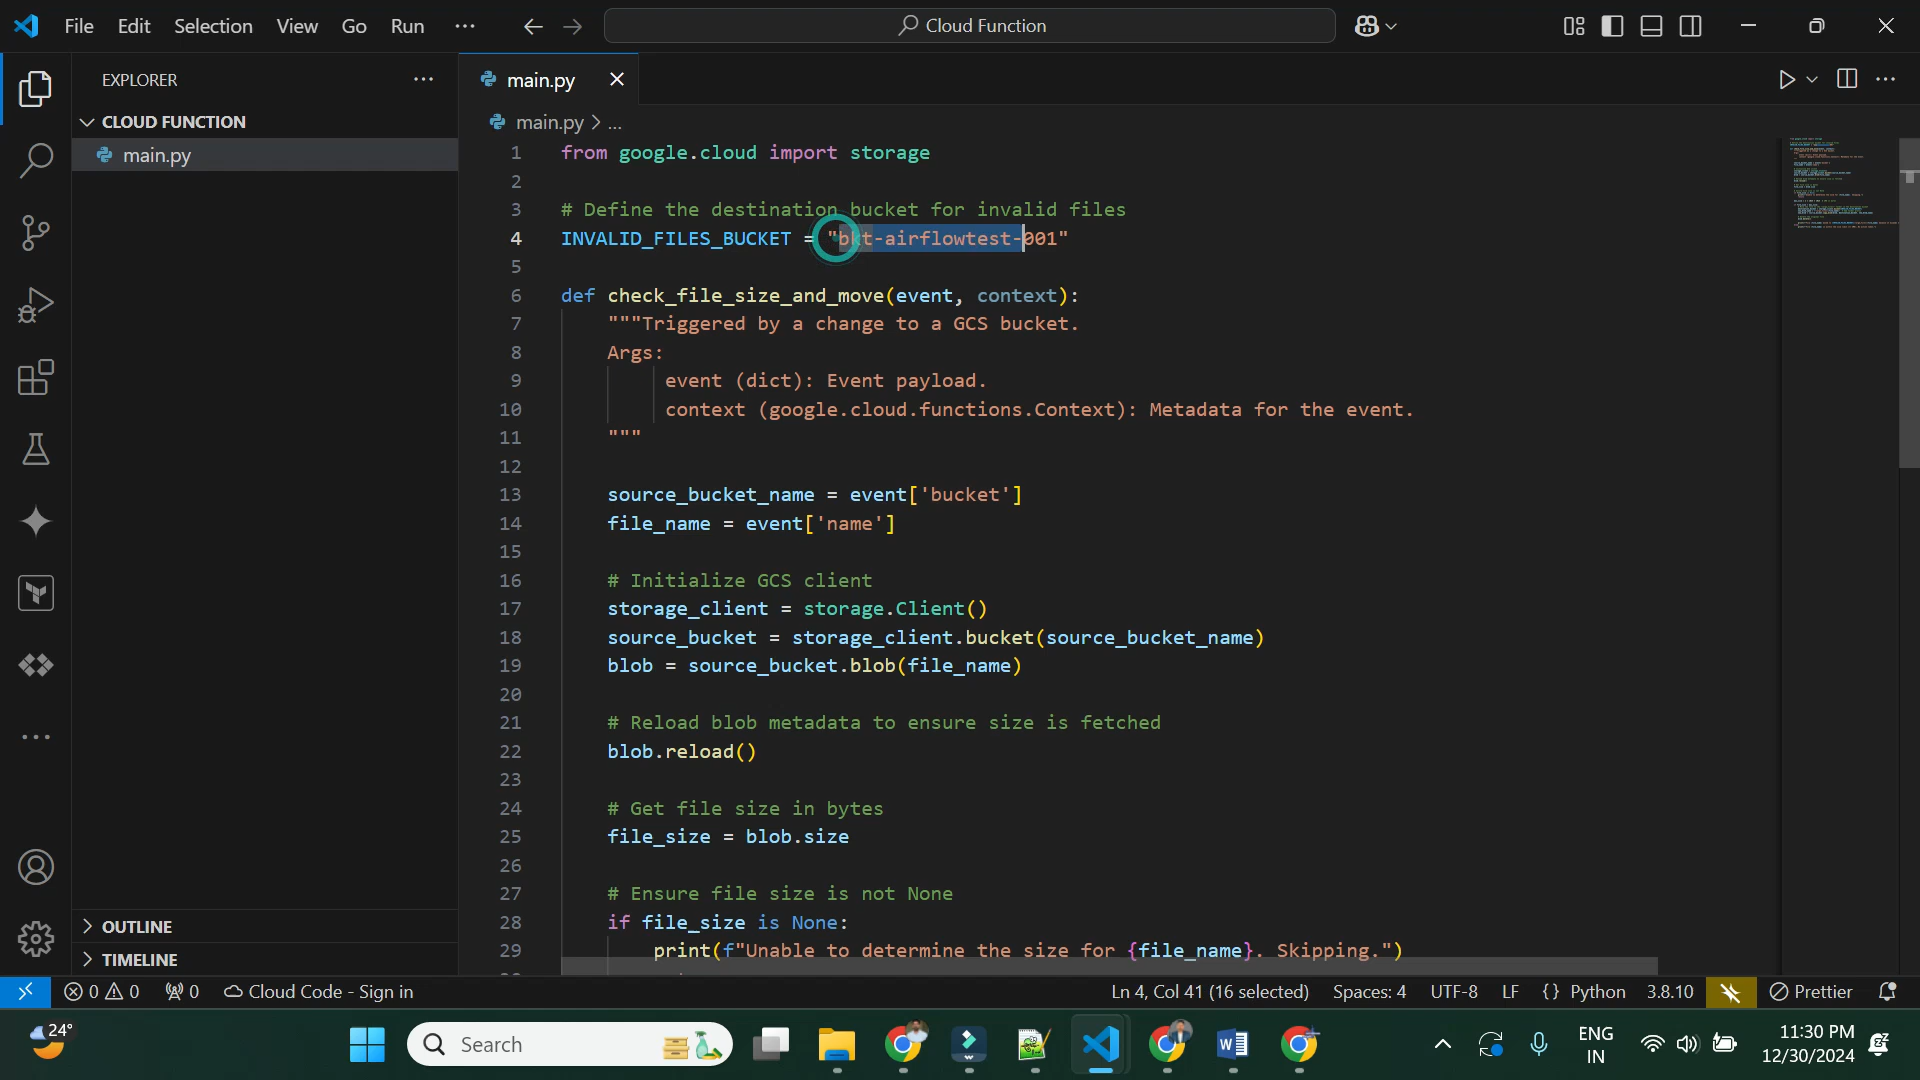 File Edit Selection View Go Run
Cloud Function
EXPLORER
CLOUD FUNCTION
main.py
OUTLINE
TIMELINE
main.py
main.py > ...
1 from google.cloud import storage
2
3 # Define the destination bucket for invalid files
4 INVALID_FILES_BUCKET = "bkt-airflowtest-001"
5
6 def check_file_size_and_move(event, context):
7 """Triggered by a change to a GCS bucket.
8 Args:
9 event (dict): Event payload.
10 context (google.cloud.functions.Context): Metadata for the event.
11 """
12
13 source_bucket_name = event['bucket']
14 file_name = event['name']
15
16 # Initialize GCS client
17 storage_client = storage.Client()
18 source_bucket = storage_client.bucket(source_bucket_name)
19 blob = source_bucket.blob(file_name)
20
21 # Reload blob metadata to ensure size is fetched
22 blob.reload()
23
24 # Get file size in bytes
25 file_size = blob.size
26
27 # Ensure file size is not None
28 if file_size is None:
29 print(f"Unable to determine the size for {file_name}. Skipping.")
0 0 0 Cloud Code - Sign in Ln 4, Col 41 (16 selected) Spaces: 4 UTF-8 LF {} Python 3.8.10 Prettier
24° Search ENG IN 11:30 PM 12/30/2024